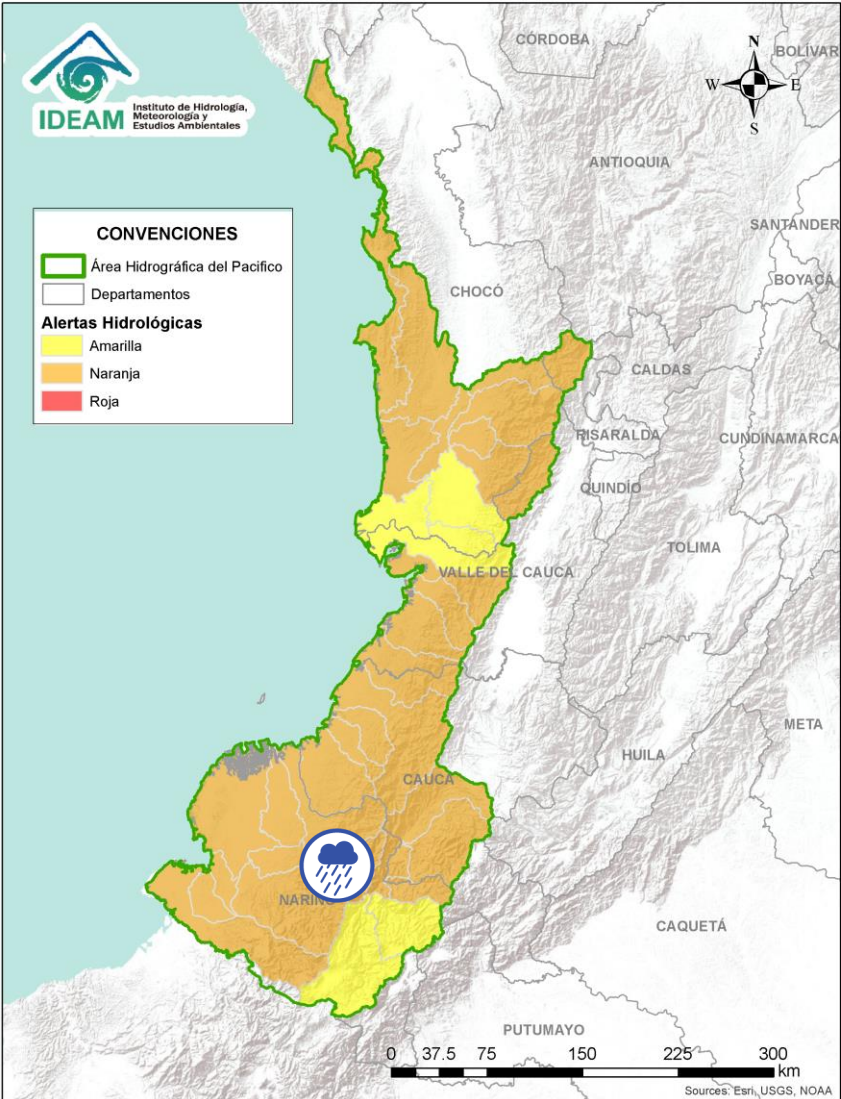 IDEAM
Instituto de Hidrología,
Meteorología y
Estudios Ambientales
N
W
E
S
CÓRDOBA
BOLÍVAR
ANTIOQUIA
SANTANDER
BOYACÁ
CHOCÓ
CALDAS
RISARALDA
CUNDINAMARCA
QUINDÍO
TOLIMA
VALLE DEL CAUCA
META
HUILA
CAUCA
NARIÑO
CAQUETÁ
PUTUMAYO
CONVENCIONES
Área Hidrográfica del Pacifico
Departamentos
Alertas Hidrológicas
Amarilla
Naranja
Roja
0 37.5 75 150 225 300
km
Sources: Esri, USGS, NOAA